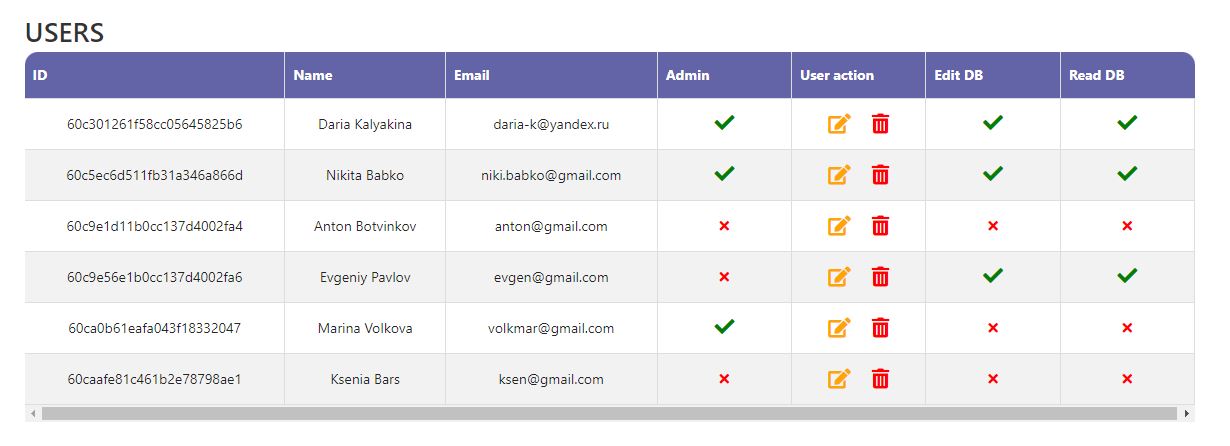 USERS
ID Name Email Admin User action Edit DB Read DB
60c301261f58cc05645825b6 Daria Kalyakina daria-k@yandex.ru
60c5ec6d511fb31a346a866d Nikita Babko niki.babko@gmail.com
60c9e1d11b0cc137d4002fa4 Anton Botvinkov anton@gmail.com
60c9e56e1b0cc137d4002fa6 Evgeniy Pavlov evgen@gmail.com
60ca0b61eafa043f18332047 Marina Volkova volkmar@gmail.com
60caafe81c461b2e78798ae1 Ksenia Bars ksen@gmail.com